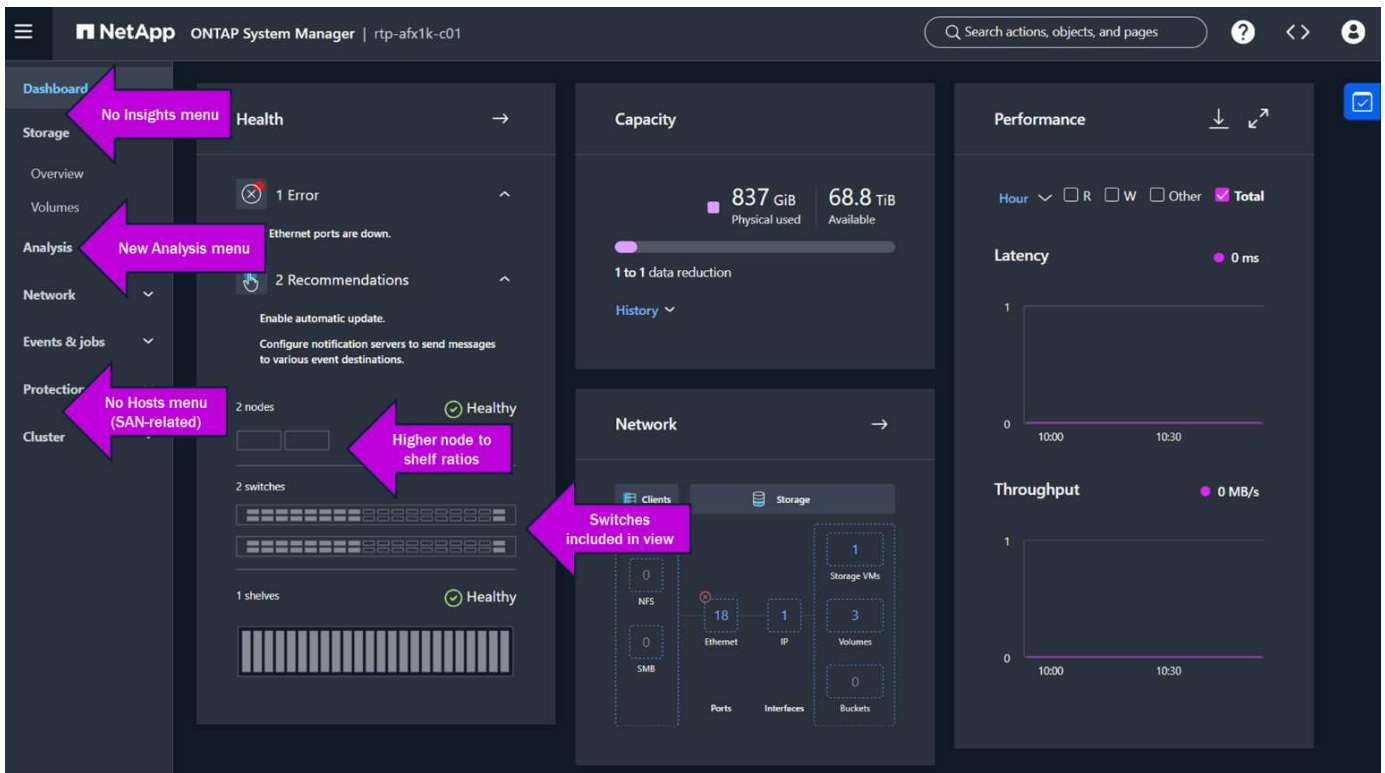 NetApp ONTAP System Manager | rtp-afx1k-c01
Search actions, objects, and pages
?
Dashboard
No Insights menu
Storage
Overview
Volumes
Analysis
New Analysis menu
Network
Events & jobs
Protection
No Hosts menu
(SAN-related)
Cluster
Health
1 Error
Ethernet ports are down.
2 Recommendations
Enable automatic update.
Configure notification servers to send messages
to various event destinations.
2 nodes
Healthy
Higher node to
shelf ratios
2 switches
Switches
included in view
1 shelves
Healthy
Capacity
837 GiB
Physical used
68.8 TiB
Available
1 to 1 data reduction
History
Network
Clients
Storage
0
NFS
0
SMB
18
Ethernet
1
IP
1
Storage VMs
3
Volumes
0
Buckets
Ports
Interfaces
Performance
Hour
R
W
Other
Total
Latency
0 ms
1
0
10:00
10:30
Throughput
0 MB/s
1
0
10:00
10:30